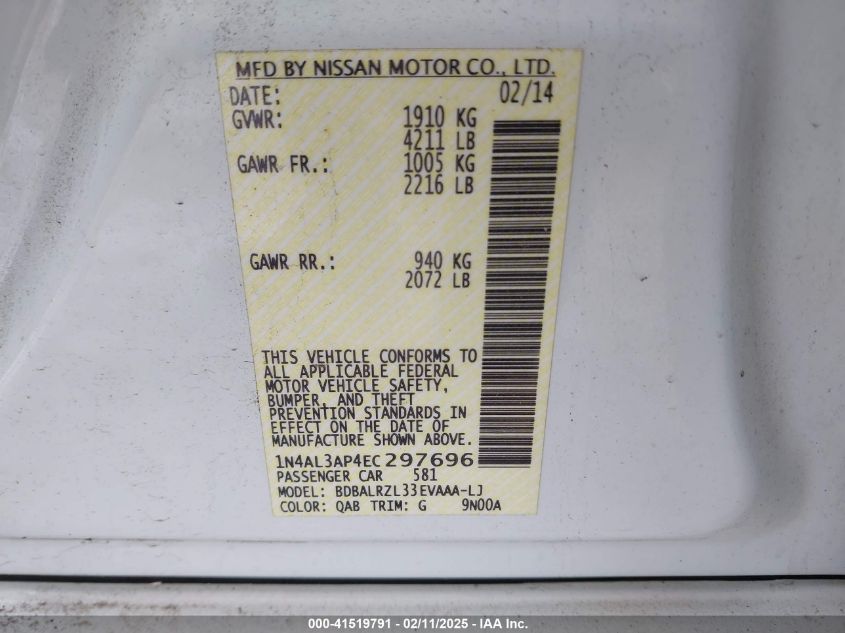 MFD BY NISSAN MOTOR CO., LTD.
DATE: 02/14
GVWR: 1910 KG
4211 LB
GAWR FR.: 1005 KG
2216 LB
GAWR RR.: 940 KG
2072 LB
THIS VEHICLE CONFORMS TO
ALL APPLICABLE FEDERAL
MOTOR VEHICLE SAFETY,
BUMPER, AND THEFT
PREVENTION STANDARDS IN
EFFECT ON THE DATE OF
MANUFACTURE SHOWN ABOVE.
1N4AL3AP4EC297696
PASSENGER CAR 581
MODEL: BDBALRZL33EVAAA-LJ
COLOR: QAB TRIM: G 9N00A
000-41519791 - 02/11/2025 - IAA Inc.